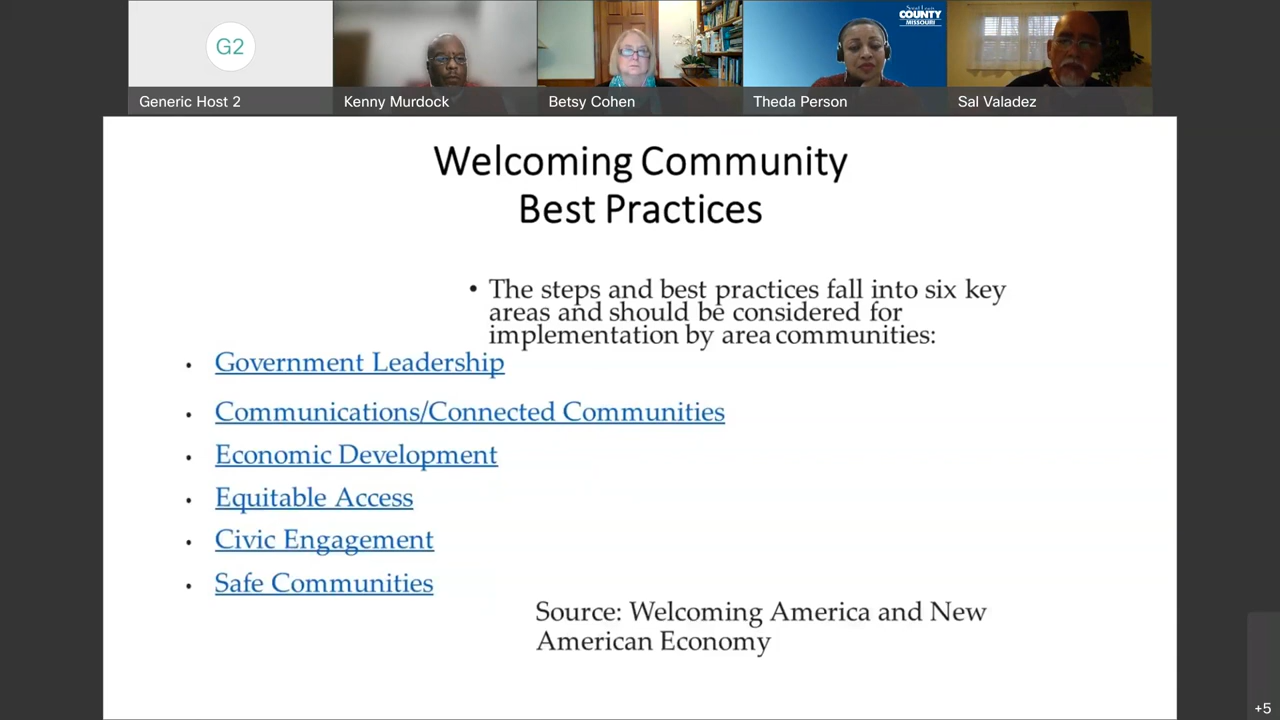 G2
Generic Host 2
Kenny Murdock
Betsy Cohen
Saint Louis
COUNTY
MISSOURI
Theda Person
Sal Valadez
Welcoming Community
Best Practices
• The steps and best practices fall into six key
areas and should be considered for
implementation by area communities:
• Government Leadership
• Communications/Connected Communities
• Economic Development
• Equitable Access
• Civic Engagement
• Safe Communities
Source: Welcoming America and New
American Economy
+5